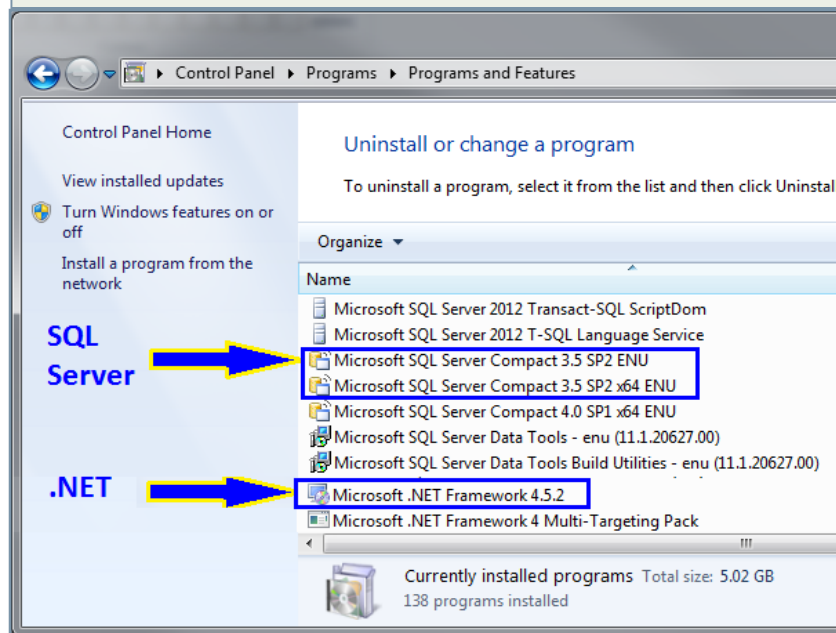 Control Panel Programs Programs and Features
Control Panel Home
View installed updates
Turn Windows features on or
off
Install a program from the
network
SQL
Server
.NET
Uninstall or change a program
To uninstall a program, select it from the list and then click Uninstal
Organize
Name
Microsoft SQL Server 2012 Transact-SQL ScriptDom
Microsoft SQL Server 2012 T-SQL Language Service
Microsoft SQL Server Compact 3.5 SP2 ENU
Microsoft SQL Server Compact 3.5 SP2 x64 ENU
Microsoft SQL Server Compact 4.0 SP1 x64 ENU
Microsoft SQL Server Data Tools - enu (11.1.20627.00)
Microsoft SQL Server Data Tools Build Utilities - enu (11.1.20627.00)
Microsoft .NET Framework 4.5.2
Microsoft .NET Framework 4 Multi-Targeting Pack
Currently installed programs Total size: 5.02 GB
138 programs installed